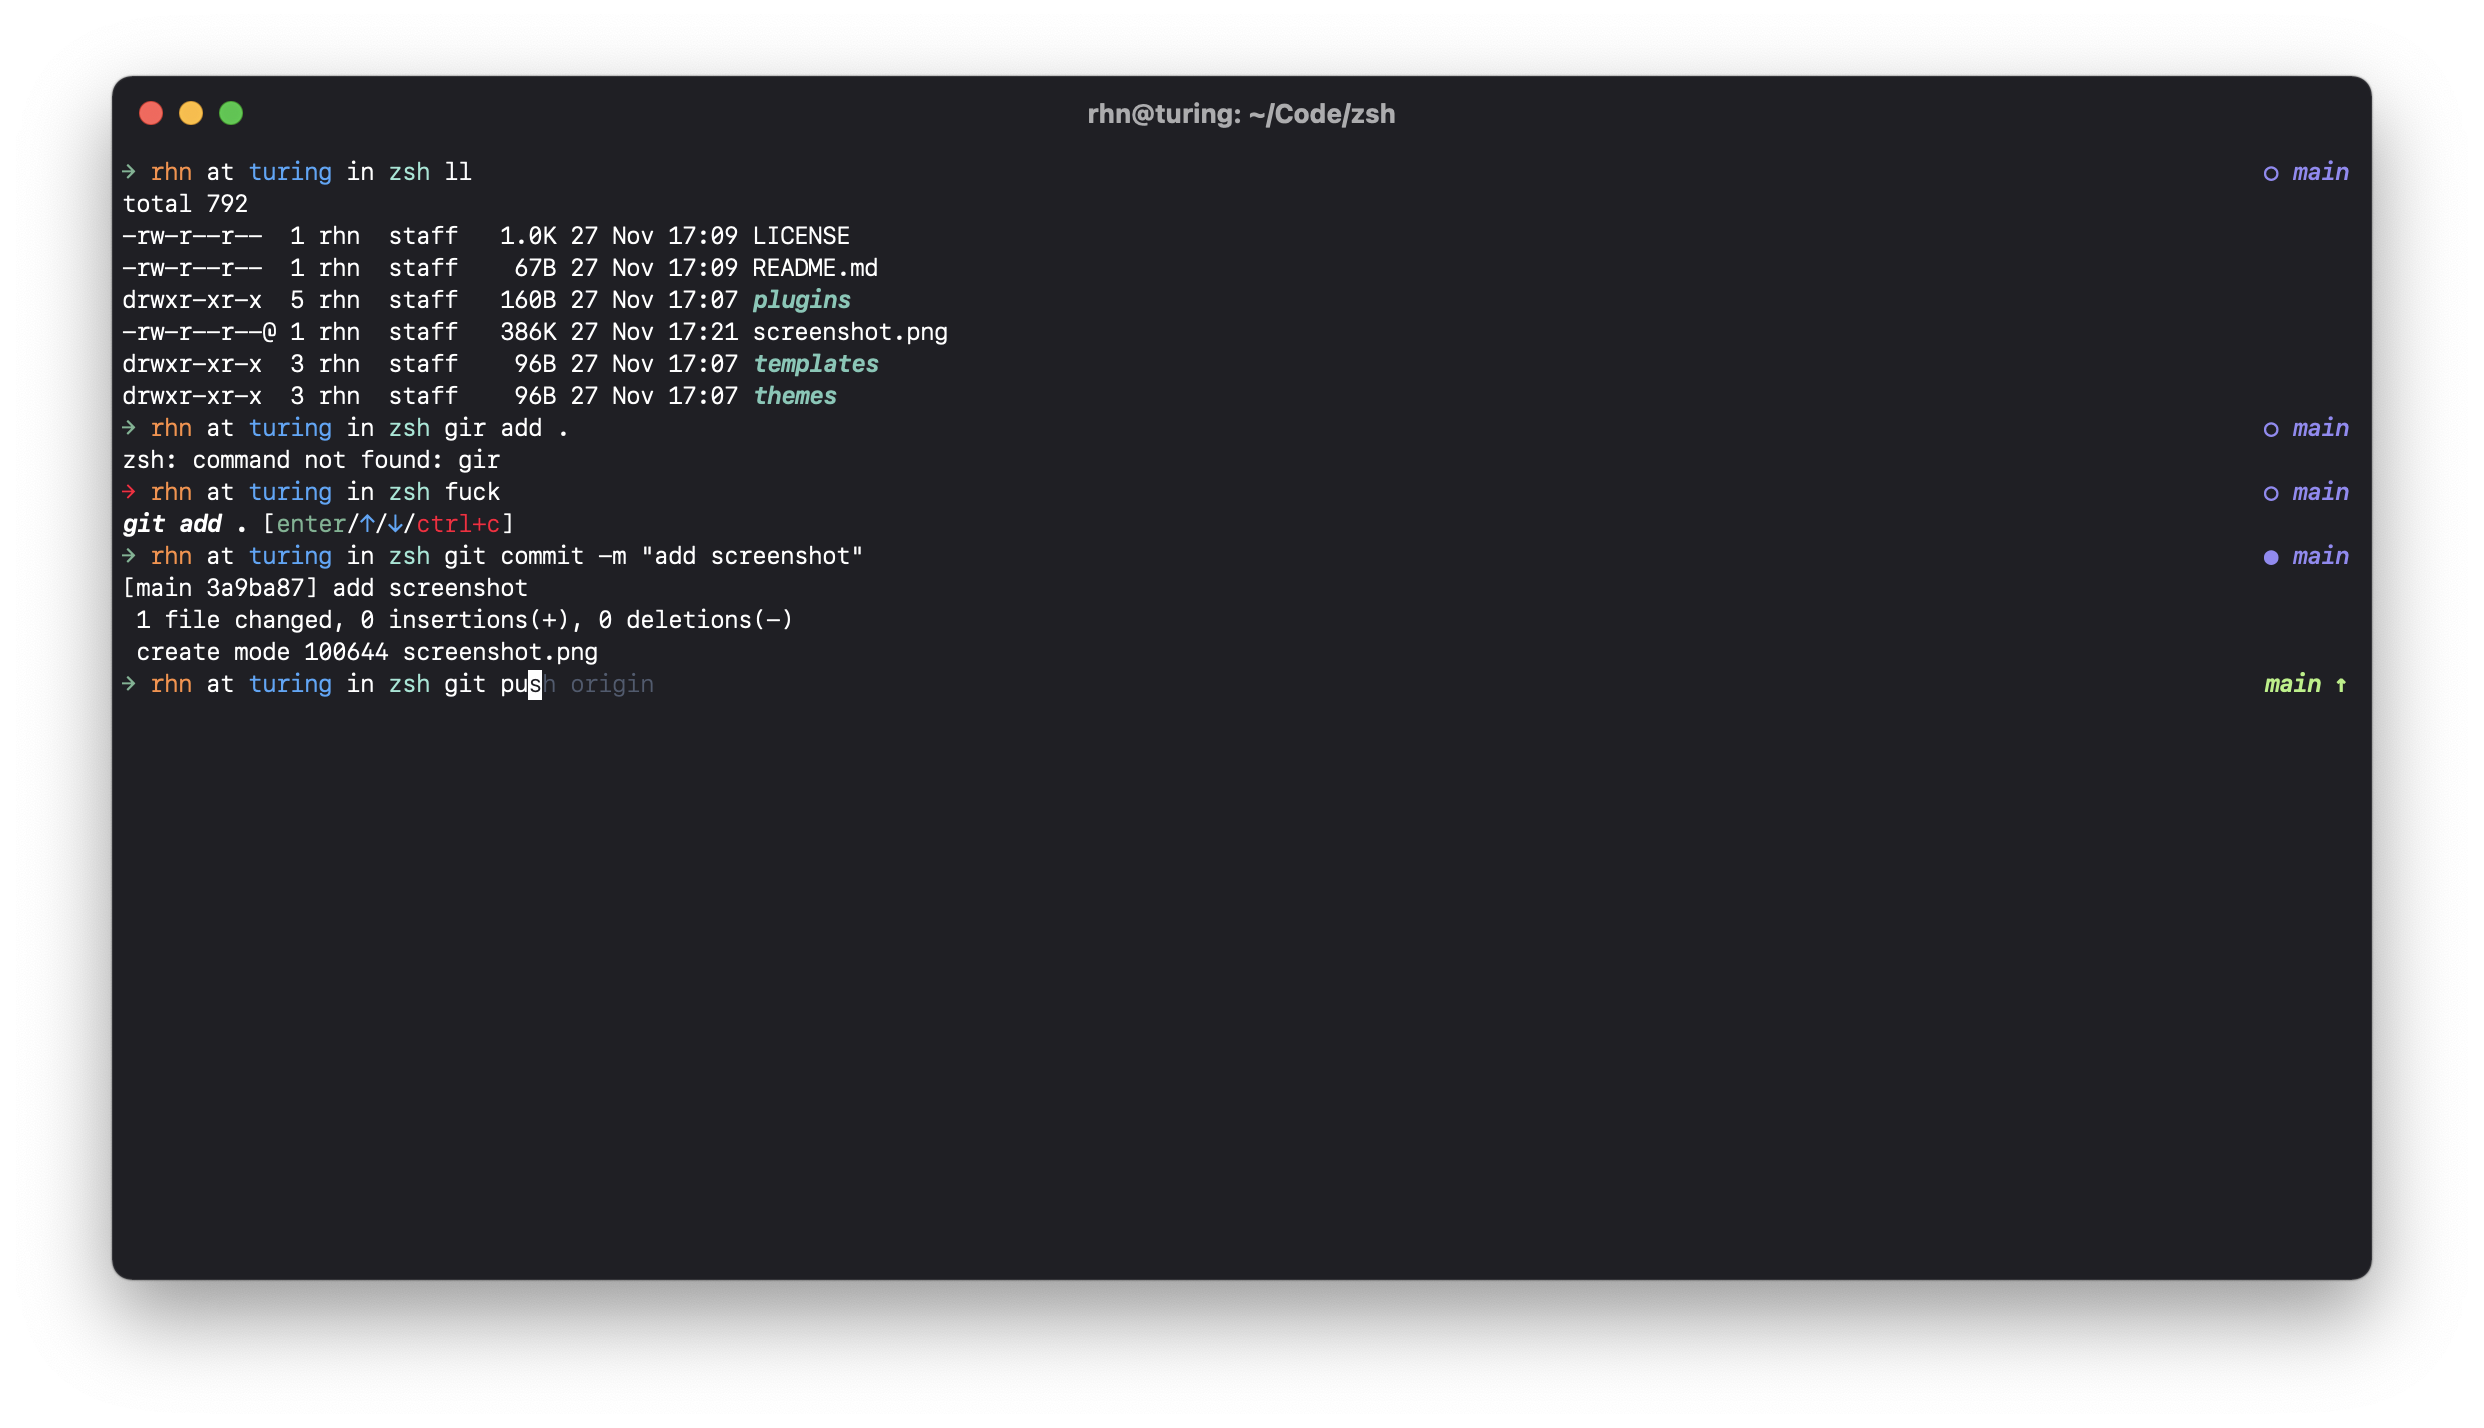 rhn@turing: ~/Code/zsh
→ rhn at turing in zsh ll ○ main
total 792
-rw-r--r--  1 rhn  staff   1.0K 27 Nov 17:09 LICENSE
-rw-r--r--  1 rhn  staff    67B 27 Nov 17:09 README.md
drwxr-xr-x  5 rhn  staff   160B 27 Nov 17:07 plugins
-rw-r--r--@ 1 rhn  staff   386K 27 Nov 17:21 screenshot.png
drwxr-xr-x  3 rhn  staff    96B 27 Nov 17:07 templates
drwxr-xr-x  3 rhn  staff    96B 27 Nov 17:07 themes
→ rhn at turing in zsh gir add . ○ main
zsh: command not found: gir
→ rhn at turing in zsh fuck ○ main
git add . [enter/↑/↓/ctrl+c]
→ rhn at turing in zsh git commit -m "add screenshot" ● main
[main 3a9ba87] add screenshot
 1 file changed, 0 insertions(+), 0 deletions(-)
 create mode 100644 screenshot.png
→ rhn at turing in zsh git push origin main ↑